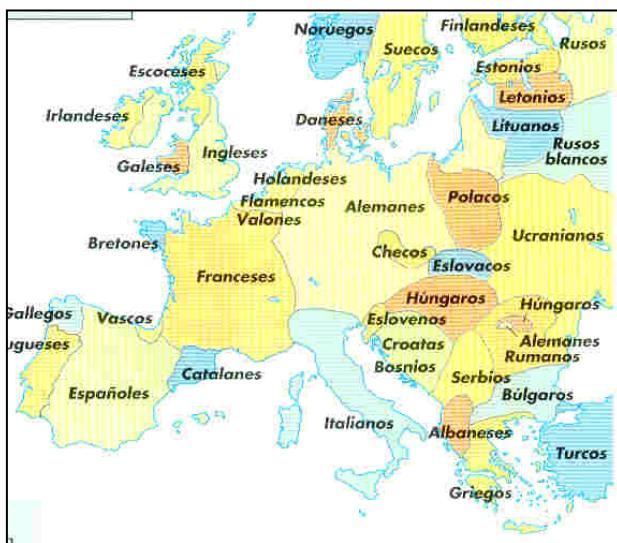 Noruegos
Finlandeses
Suecos
Rusos
Escoceses
Estonios
Letonios
Irlandeses
Daneses
Lituanos
Ingleses
Rusos
blancos
Galeses
Holandeses
Flamencos
Alemanes
Polacos
Valones
Bretones
Ucranianos
Checos
Eslovacos
Franceses
Húngaros
Húngaros
Gallegos
Vascos
Eslovenos
ugueses
Croatas
Alemanes
Rumanos
Bosnios
Catalanes
Serbios
Españoles
Búlgaros
Italianos
Albaneses
Turcos
Griegos